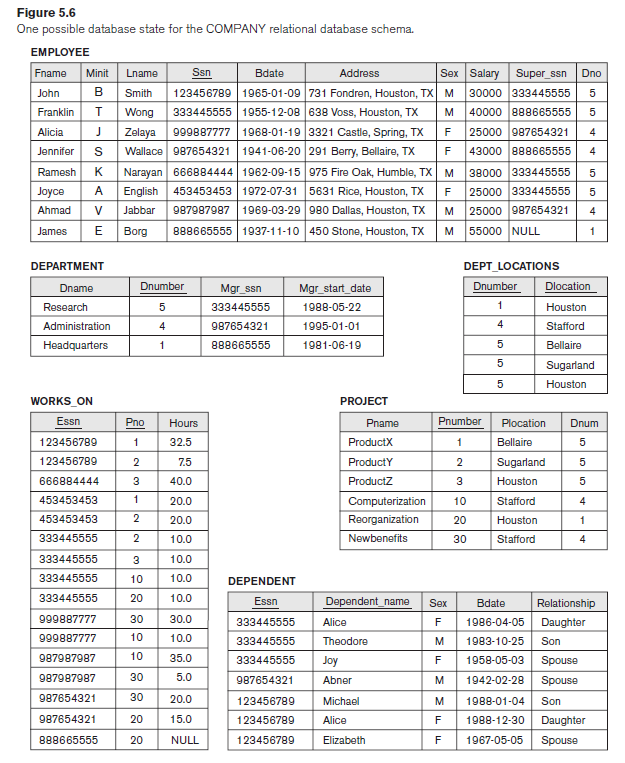 Figure 5.6
One possible database state for the COMPANY relational database schema.
EMPLOYEE
Fname Minit Lname Ssn Bdate Address Sex Salary Super_ssn Dno
John B Smith 123456789 1965-01-09 731 Fondren, Houston, TX M 30000 333445555 5
Franklin T Wong 333445555 1955-12-08 638 Voss, Houston, TX M 40000 888665555 5
Alicia J Zelaya 999887777 1968-01-19 3321 Castle, Spring, TX F 25000 987654321 4
Jennifer S Wallace 987654321 1941-06-20 291 Berry, Bellaire, TX F 43000 888665555 4
Ramesh K Narayan 666884444 1962-09-15 975 Fire Oak, Humble, TX M 38000 333445555 5
Joyce A English 453453453 1972-07-31 5631 Rice, Houston, TX F 25000 333445555 5
Ahmad V Jabbar 987987987 1969-03-29 980 Dallas, Houston, TX M 25000 987654321 4
James E Borg 888665555 1937-11-10 450 Stone, Houston, TX M 55000 NULL 1
DEPARTMENT
Dname Dnumber Mgr_ssn Mgr_start_date
Research 5 333445555 1988-05-22
Administration 4 987654321 1995-01-01
Headquarters 1 888665555 1981-06-19
DEPT_LOCATIONS
Dnumber Dlocation
1 Houston
4 Stafford
5 Bellaire
5 Sugarland
5 Houston
WORKS_ON
Essn Pno Hours
123456789 1 32.5
123456789 2 7.5
666884444 3 40.0
453453453 1 20.0
453453453 2 20.0
333445555 2 10.0
333445555 3 10.0
333445555 10 10.0
333445555 20 10.0
999887777 30 30.0
999887777 10 10.0
987987987 10 35.0
987987987 30 5.0
987654321 30 20.0
987654321 20 15.0
888665555 20 NULL
PROJECT
Pname Pnumber Plocation Dnum
ProductX 1 Bellaire 5
ProductY 2 Sugarland 5
ProductZ 3 Houston 5
Computerization 10 Stafford 4
Reorganization 20 Houston 1
Newbenefits 30 Stafford 4
DEPENDENT
Essn Dependent_name Sex Bdate Relationship
333445555 Alice F 1986-04-05 Daughter
333445555 Theodore M 1983-10-25 Son
333445555 Joy F 1958-05-03 Spouse
987654321 Abner M 1942-02-28 Spouse
123456789 Michael M 1988-01-04 Son
123456789 Alice F 1988-12-30 Daughter
123456789 Elizabeth F 1967-05-05 Spouse